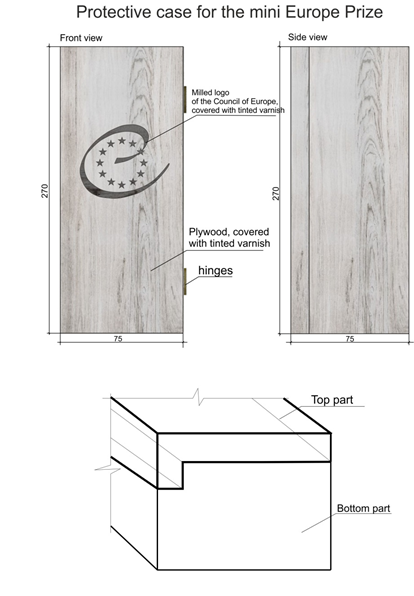 Protective case for the mini Europe Prize
Front view
Side view
Milled logo
of the Council of Europe,
covered with tinted varnish
270
270
Plywood, covered
with tinted varnish
hinges
75
75
Top part
Bottom part